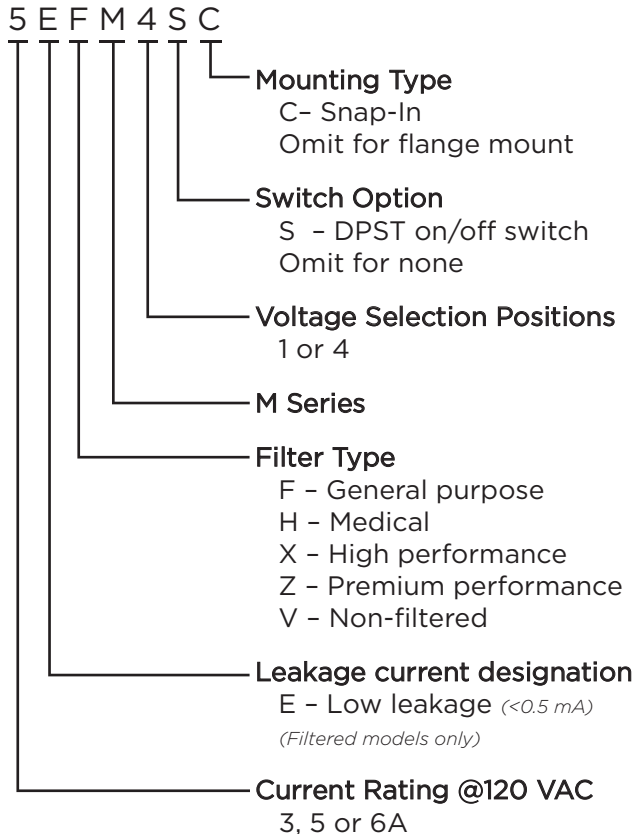 5 E F M 4 S C
Mounting Type
C– Snap-In
Omit for flange mount
Switch Option
S – DPST on/off switch
Omit for none
Voltage Selection Positions
1 or 4
M Series
Filter Type
F – General purpose
H – Medical
X – High performance
Z – Premium performance
V – Non-filtered
Leakage current designation
E – Low leakage (<0.5 mA)
(Filtered models only)
Current Rating @120 VAC
3, 5 or 6A